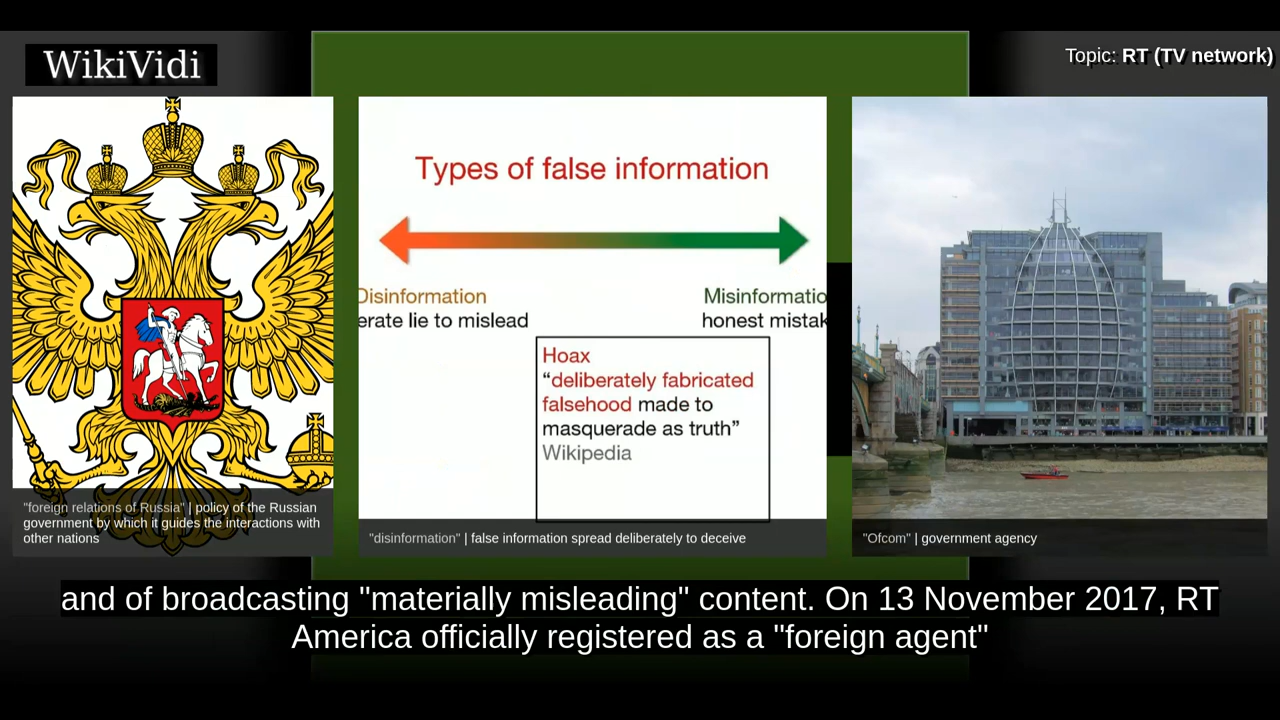 WikiVidi
Topic: RT (TV network)
Types of false information
Disinformation
erate lie to mislead
Misinformatio
honest mistak
Hoax
“deliberately fabricated
falsehood made to
masquerade as truth”
Wikipedia
"foreign relations of Russia" | policy of the Russian
government by which it guides the interactions with
other nations
"disinformation" | false information spread deliberately to deceive
"Ofcom" | government agency
and of broadcasting "materially misleading" content. On 13 November 2017, RT
America officially registered as a "foreign agent"